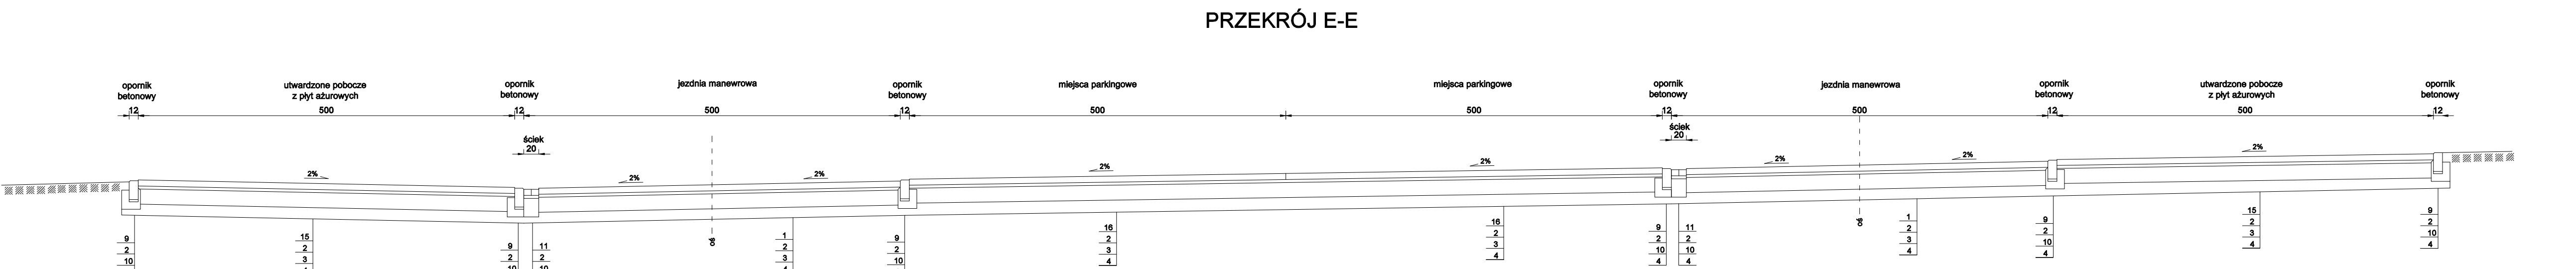 PRZEKRÓJ E-E
opornik
betonowy
utwardzone pobocze
z płyt ażurowych
opornik
betonowy
jezdnia manewrowa
opornik
betonowy
miejsca parkingowe
miejsca parkingowe
opornik
betonowy
jezdnia manewrowa
opornik
betonowy
utwardzone pobocze
z płyt ażurowych
opornik
betonowy
12
500
12
500
12
500
500
12
500
12
500
12
ściek
20
ściek
20
2%
2%
2%
2%
2%
2%
2%
2%
oś
oś
9
2
10
15
2
3
4
9
2
10
11
2
10
1
2
3
4
9
2
10
16
2
3
4
16
2
3
4
9
2
10
4
11
2
10
4
1
2
3
4
9
2
10
4
15
2
3
4
9
2
10
4